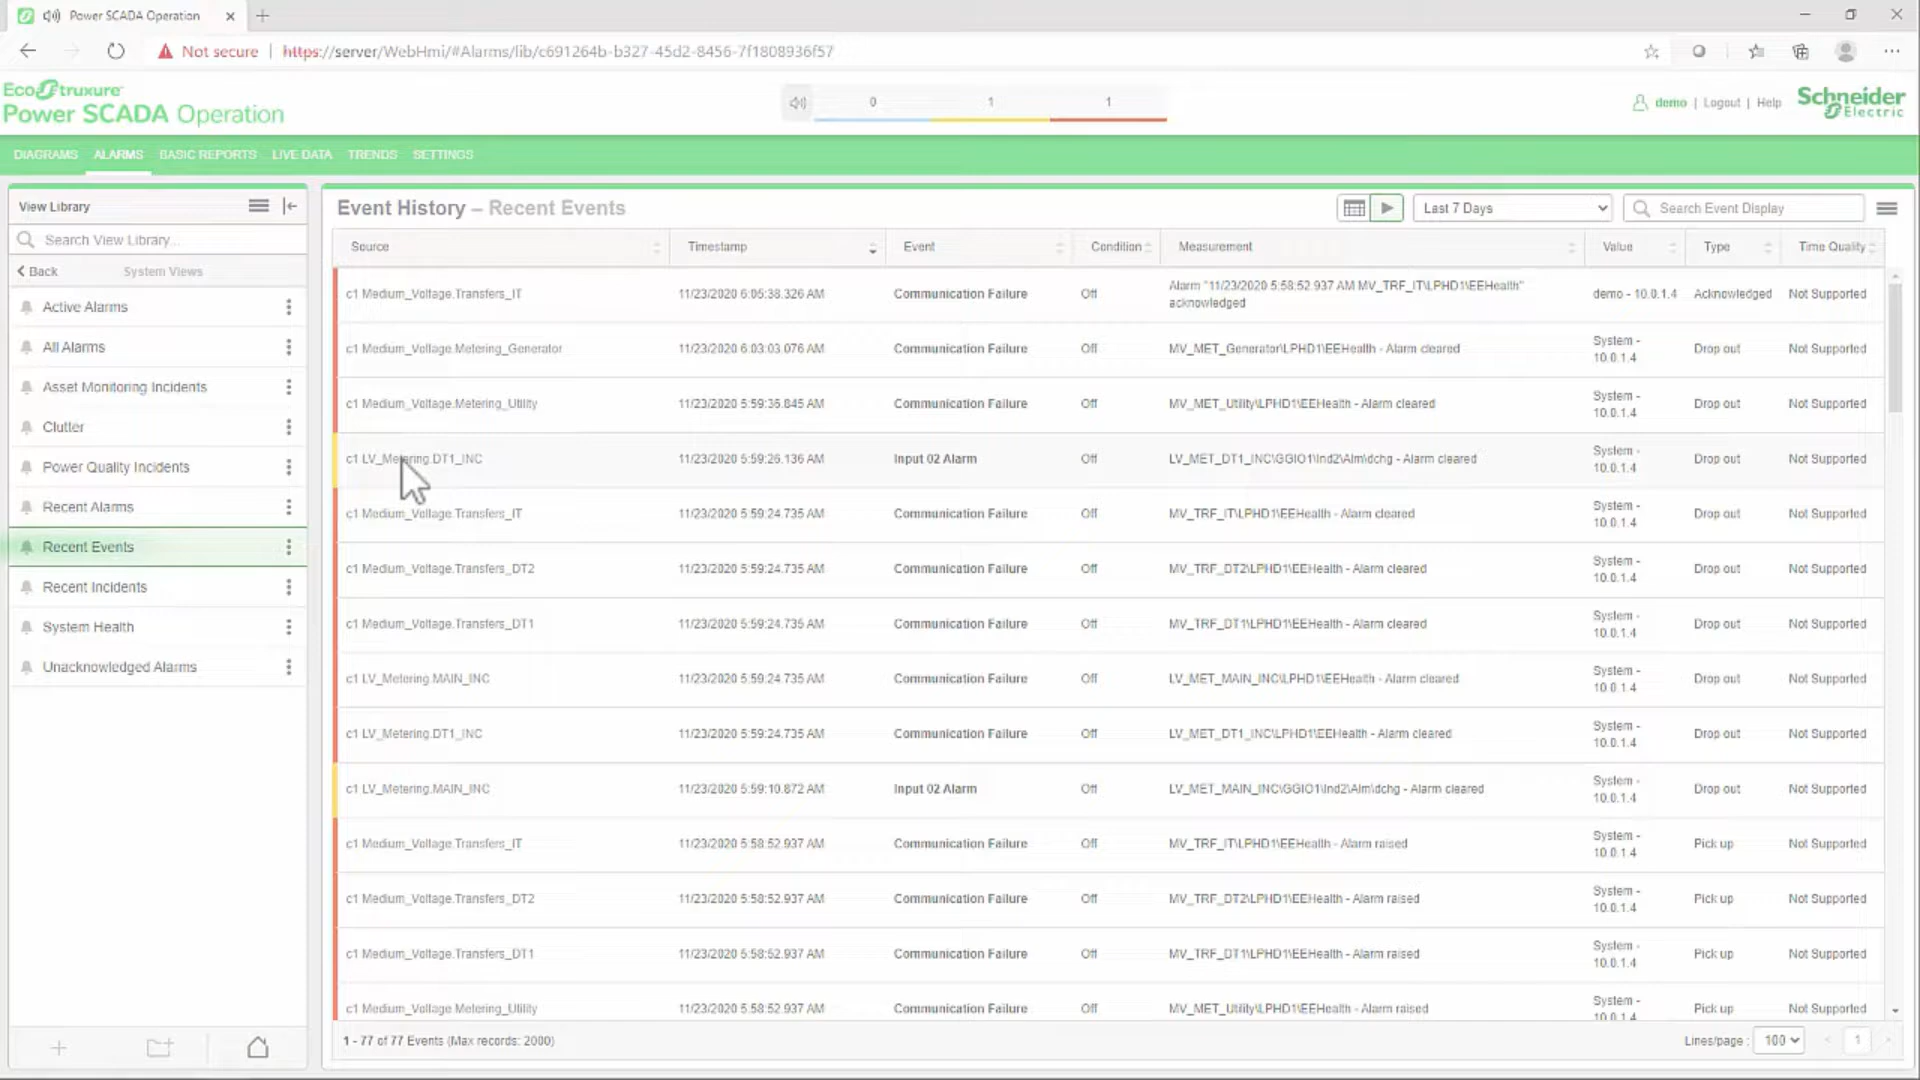 Power SCADA Operation
Not secure | https://server/WebHmi/#Alarms/lib/c691264b-b327-45d2-8456-7f1808936f57
EcoStruxure
Power SCADA Operation
0 1 1
demo | Logout | Help
Schneider
Electric
DIAGRAMS ALARMS BASIC REPORTS LIVE DATA TRENDS SETTINGS
View Library
Search View Library...
Back System Views
Active Alarms
All Alarms
Asset Monitoring Incidents
Clutter
Power Quality Incidents
Recent Alarms
Recent Events
Recent Incidents
System Health
Unacknowledged Alarms
Event History – Recent Events
Last 7 Days
Search Event Display
Source Timestamp Event Condition Measurement Value Type Time Quality
c1 Medium_Voltage.Transfers_IT 11/23/2020 6:05:38.326 AM Communication Failure Off Alarm "11/23/2020 5:58:52.937 AM MV_TRF_IT\LPHD1\EEHealth" acknowledged demo - 10.0.1.4 Acknowledged Not Supported
c1 Medium_Voltage.Metering_Generator 11/23/2020 6:03:03.076 AM Communication Failure Off MV_MET_Generator\LPHD1\EEHealth - Alarm cleared System - 10.0.1.4 Drop out Not Supported
c1 Medium_Voltage.Metering_Utility 11/23/2020 5:59:35.845 AM Communication Failure Off MV_MET_Utility\LPHD1\EEHealth - Alarm cleared System - 10.0.1.4 Drop out Not Supported
c1 LV_Metering.DT1_INC 11/23/2020 5:59:26.136 AM Input 02 Alarm Off LV_MET_DT1_INC\GGIO1\Ind2\Alm\dchg - Alarm cleared System - 10.0.1.4 Drop out Not Supported
c1 Medium_Voltage.Transfers_IT 11/23/2020 5:59:24.735 AM Communication Failure Off MV_TRF_IT\LPHD1\EEHealth - Alarm cleared System - 10.0.1.4 Drop out Not Supported
c1 Medium_Voltage.Transfers_DT2 11/23/2020 5:59:24.735 AM Communication Failure Off MV_TRF_DT2\LPHD1\EEHealth - Alarm cleared System - 10.0.1.4 Drop out Not Supported
c1 Medium_Voltage.Transfers_DT1 11/23/2020 5:59:24.735 AM Communication Failure Off MV_TRF_DT1\LPHD1\EEHealth - Alarm cleared System - 10.0.1.4 Drop out Not Supported
c1 LV_Metering.MAIN_INC 11/23/2020 5:59:24.735 AM Communication Failure Off LV_MET_MAIN_INC\LPHD1\EEHealth - Alarm cleared System - 10.0.1.4 Drop out Not Supported
c1 LV_Metering.DT1_INC 11/23/2020 5:59:24.735 AM Communication Failure Off LV_MET_DT1_INC\LPHD1\EEHealth - Alarm cleared System - 10.0.1.4 Drop out Not Supported
c1 LV_Metering.MAIN_INC 11/23/2020 5:59:10.872 AM Input 02 Alarm Off LV_MET_MAIN_INC\GGIO1\Ind2\Alm\dchg - Alarm cleared System - 10.0.1.4 Drop out Not Supported
c1 Medium_Voltage.Transfers_IT 11/23/2020 5:58:52.937 AM Communication Failure Off MV_TRF_IT\LPHD1\EEHealth - Alarm raised System - 10.0.1.4 Pick up Not Supported
c1 Medium_Voltage.Transfers_DT2 11/23/2020 5:58:52.937 AM Communication Failure Off MV_TRF_DT2\LPHD1\EEHealth - Alarm raised System - 10.0.1.4 Pick up Not Supported
c1 Medium_Voltage.Transfers_DT1 11/23/2020 5:58:52.937 AM Communication Failure Off MV_TRF_DT1\LPHD1\EEHealth - Alarm raised System - 10.0.1.4 Pick up Not Supported
c1 Medium_Voltage.Metering_Utility 11/23/2020 5:58:52.937 AM Communication Failure Off MV_MET_Utility\LPHD1\EEHealth - Alarm raised System - 10.0.1.4 Pick up Not Supported
1 - 77 of 77 Events (Max records: 2000)
Lines/page : 100 < 1 >